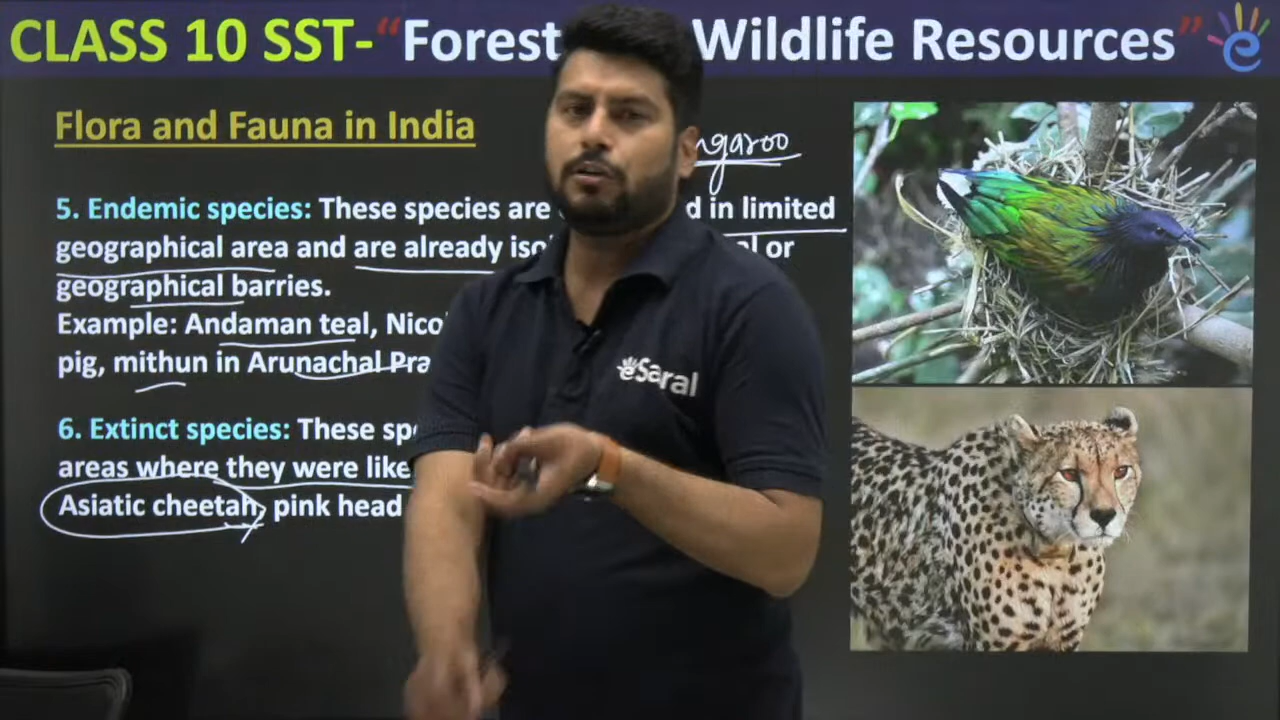 CLASS 10 SST-“Forest Wildlife Resources”
e
Flora and Fauna in India
ngaroo
5. Endemic species: These species are d in limited
geographical area and are already iso al or
geographical barries.
Example: Andaman teal, Nico
pig, mithun in Arunachal Pra
6. Extinct species: These sp
areas where they were like
Asiatic cheetah, pink head
eSaral